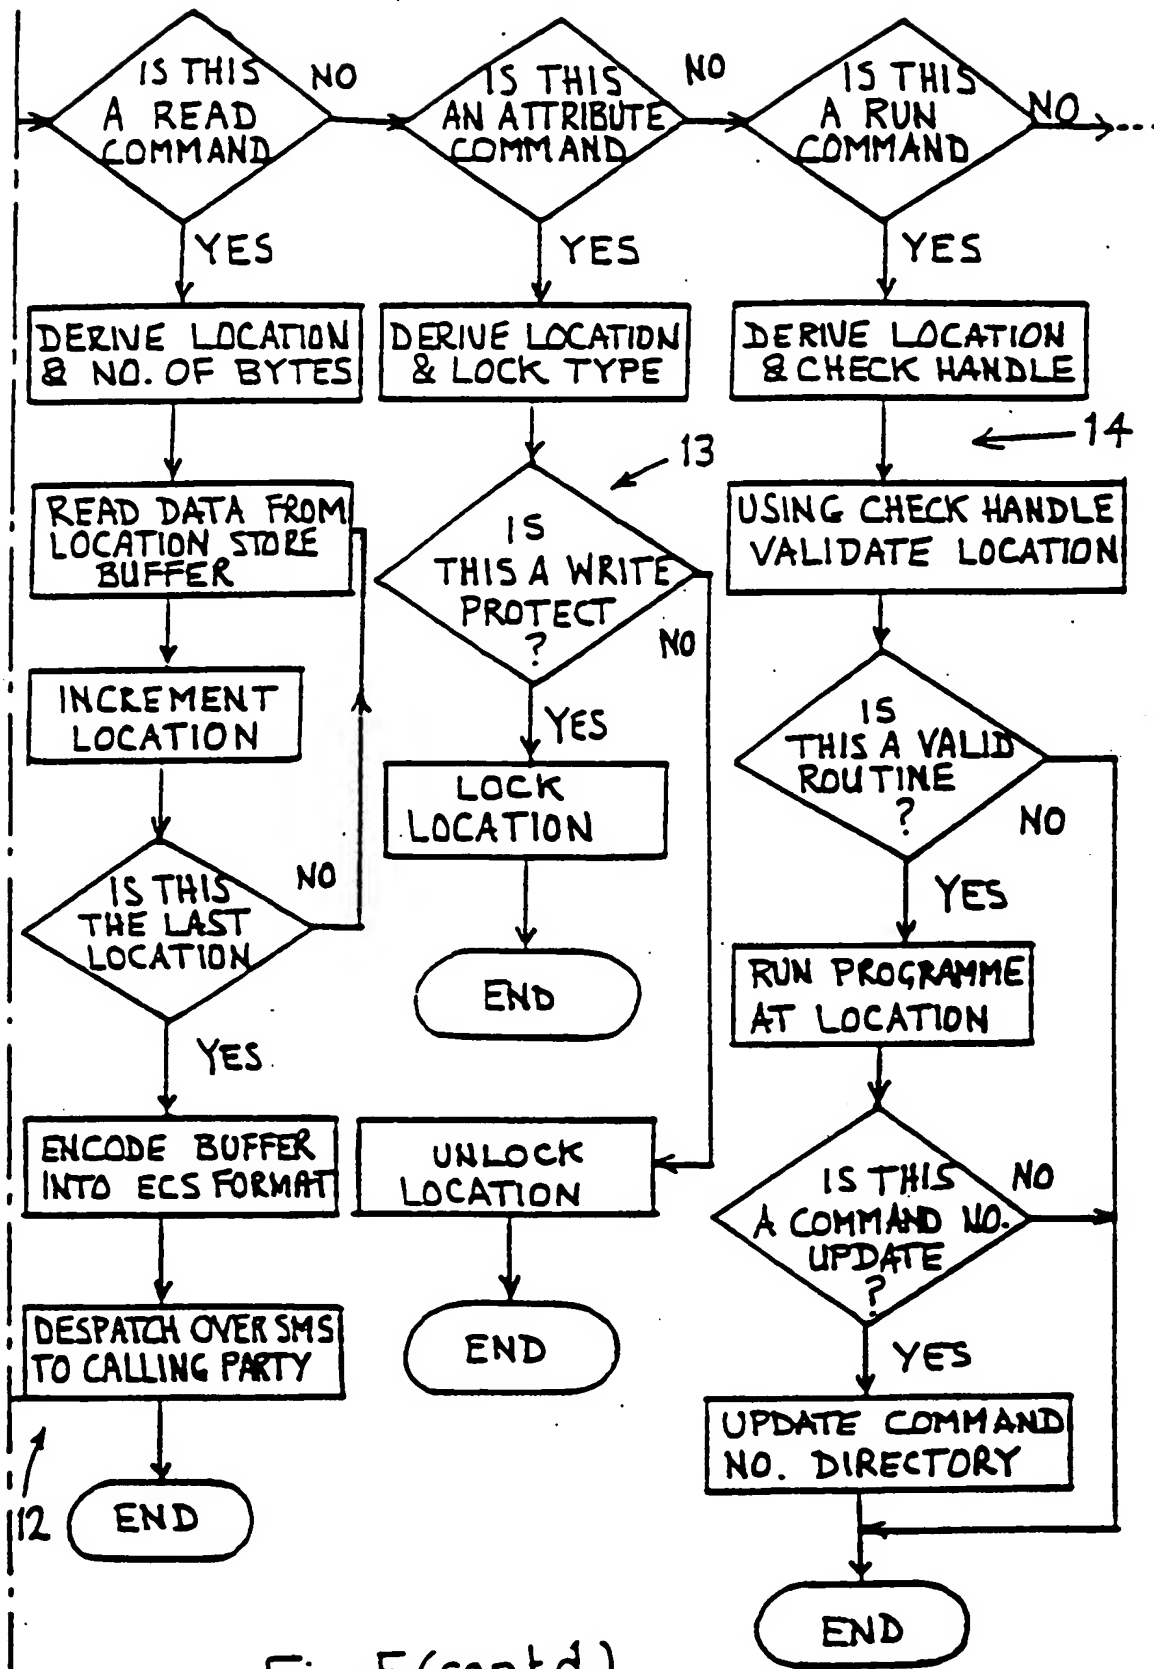 IS THIS
A READ
COMMAND
NO
IS THIS
AN ATTRIBUTE
COMMAND
NO
IS THIS
A RUN
COMMAND
NO
YES
YES
YES
DERIVE LOCATION
& NO. OF BYTES
DERIVE LOCATION
& LOCK TYPE
DERIVE LOCATION
& CHECK HANDLE
13
14
READ DATA FROM
LOCATION STORE
BUFFER
IS
THIS A WRITE
PROTECT
?
NO
USING CHECK HANDLE
VALIDATE LOCATION
INCREMENT
LOCATION
YES
LOCK
LOCATION
IS
THIS A VALID
ROUTINE
?
NO
IS THIS
THE LAST
LOCATION
NO
END
YES
RUN PROGRAMME
AT LOCATION
YES
ENCODE BUFFER
INTO ECS FORMAT
UNLOCK
LOCATION
IS THIS
A COMMAND NO.
UPDATE
?
NO
DESPATCH OVER SMS
TO CALLING PARTY
END
YES
UPDATE COMMAND
NO. DIRECTORY
12
END
END
Fig. 5 (contd.)